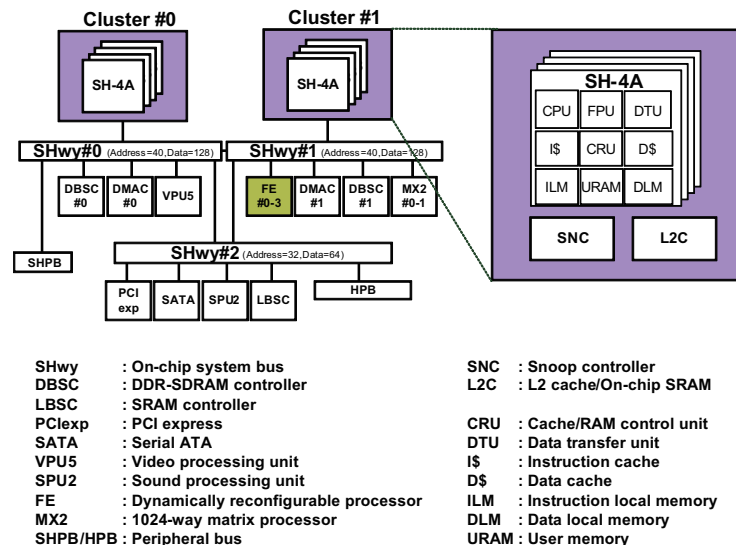 Cluster #0
Cluster #1
SH-4A
SH-4A
SH-4A
CPU
FPU
DTU
I$
CRU
D$
ILM
URAM
DLM
SNC
L2C
SHwy#0 (Address=40,Data=128)
SHwy#1 (Address=40,Data=128)
DBSC
#0
DMAC
#0
VPU5
FE
#0-3
DMAC
#1
DBSC
#1
MX2
#0-1
SHwy#2 (Address=32,Data=64)
SHPB
PCI
exp
SATA
SPU2
LBSC
HPB
SHwy : On-chip system bus
DBSC : DDR-SDRAM controller
LBSC : SRAM controller
PCIexp : PCI express
SATA : Serial ATA
VPU5 : Video processing unit
SPU2 : Sound processing unit
FE : Dynamically reconfigurable processor
MX2 : 1024-way matrix processor
SHPB/HPB : Peripheral bus
SNC : Snoop controller
L2C : L2 cache/On-chip SRAM
CRU : Cache/RAM control unit
DTU : Data transfer unit
I$ : Instruction cache
D$ : Data cache
ILM : Instruction local memory
DLM : Data local memory
URAM : User memory